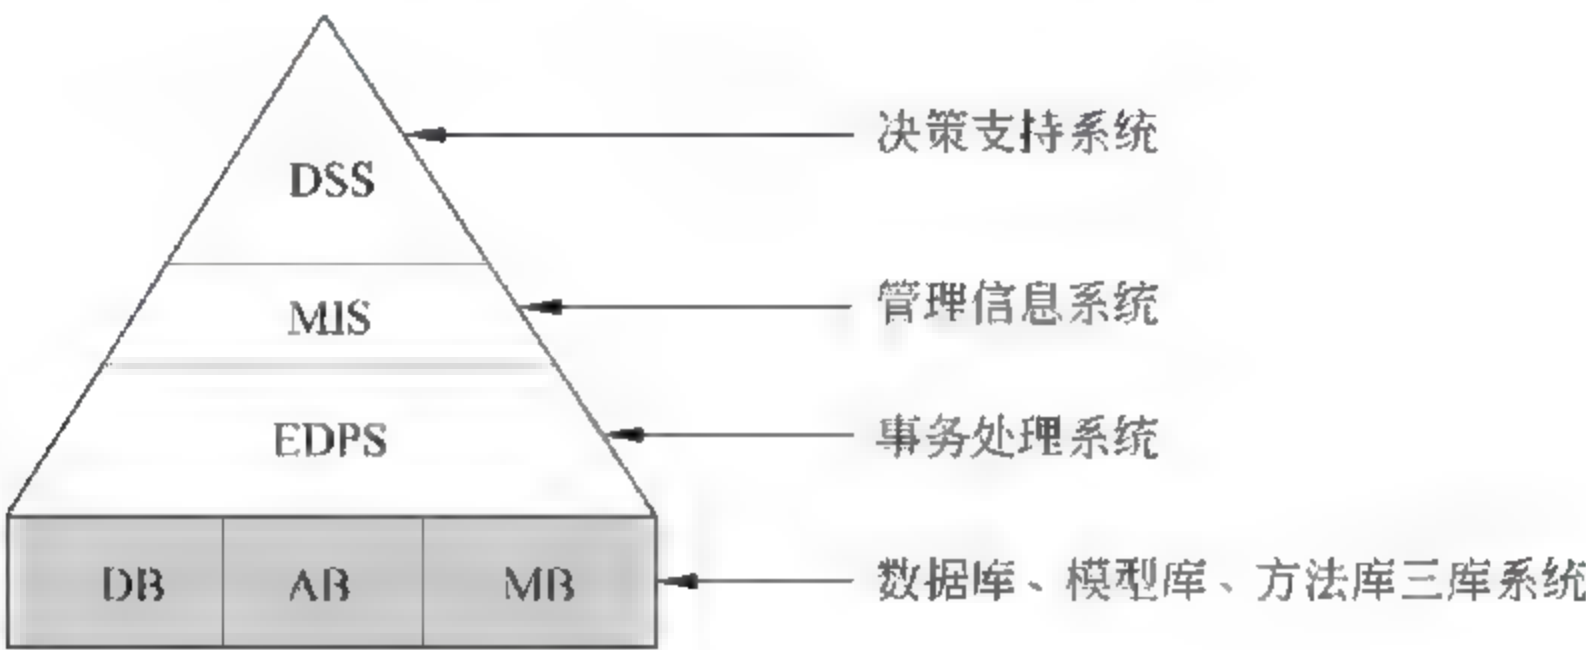 决策支持系统
DSS
管理信息系统
MIS
事务处理系统
EDPS
DB AB MB 数据库、模型库、方法库三库系统